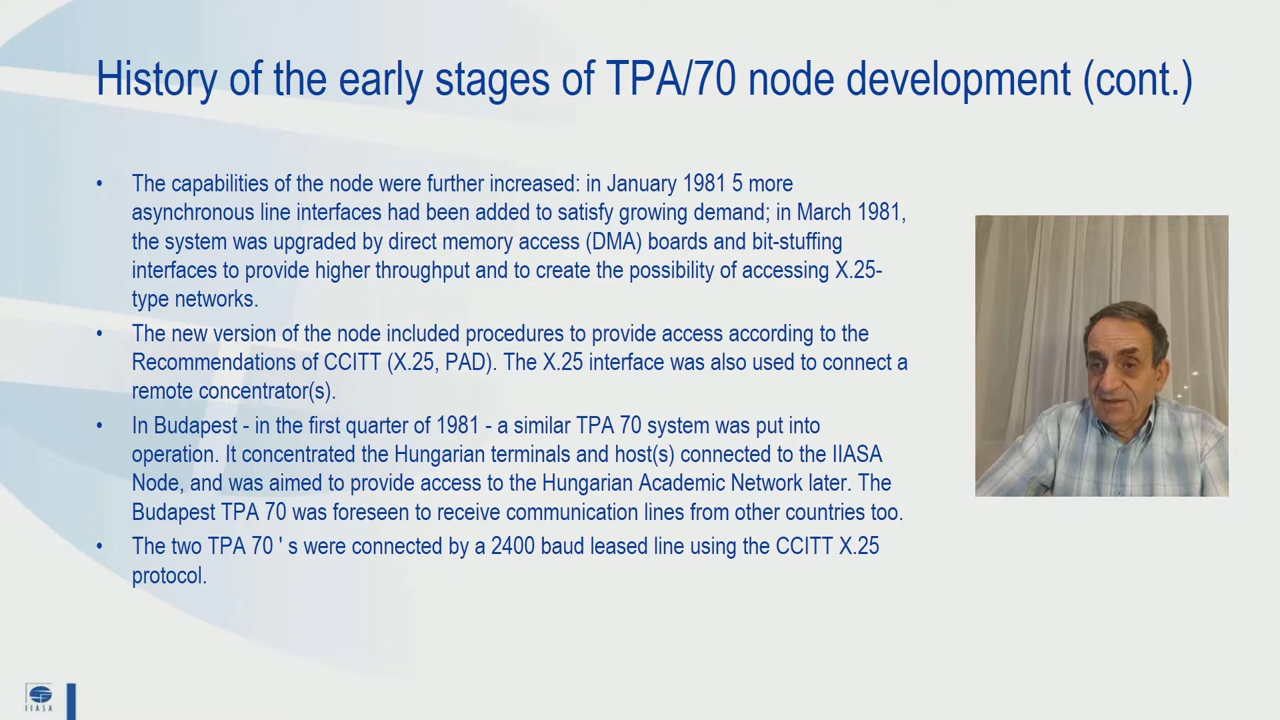 History of the early stages of TPA/70 node development (cont.)
• The capabilities of the node were further increased: in January 1981 5 more
asynchronous line interfaces had been added to satisfy growing demand; in March 1981,
the system was upgraded by direct memory access (DMA) boards and bit-stuffing
interfaces to provide higher throughput and to create the possibility of accessing X.25-
type networks.
• The new version of the node included procedures to provide access according to the
Recommendations of CCITT (X.25, PAD). The X.25 interface was also used to connect a
remote concentrator(s).
• In Budapest - in the first quarter of 1981 - a similar TPA 70 system was put into
operation. It concentrated the Hungarian terminals and host(s) connected to the IIASA
Node, and was aimed to provide access to the Hungarian Academic Network later. The
Budapest TPA 70 was foreseen to receive communication lines from other countries too.
• The two TPA 70 ' s were connected by a 2400 baud leased line using the CCITT X.25
protocol.
IIASA